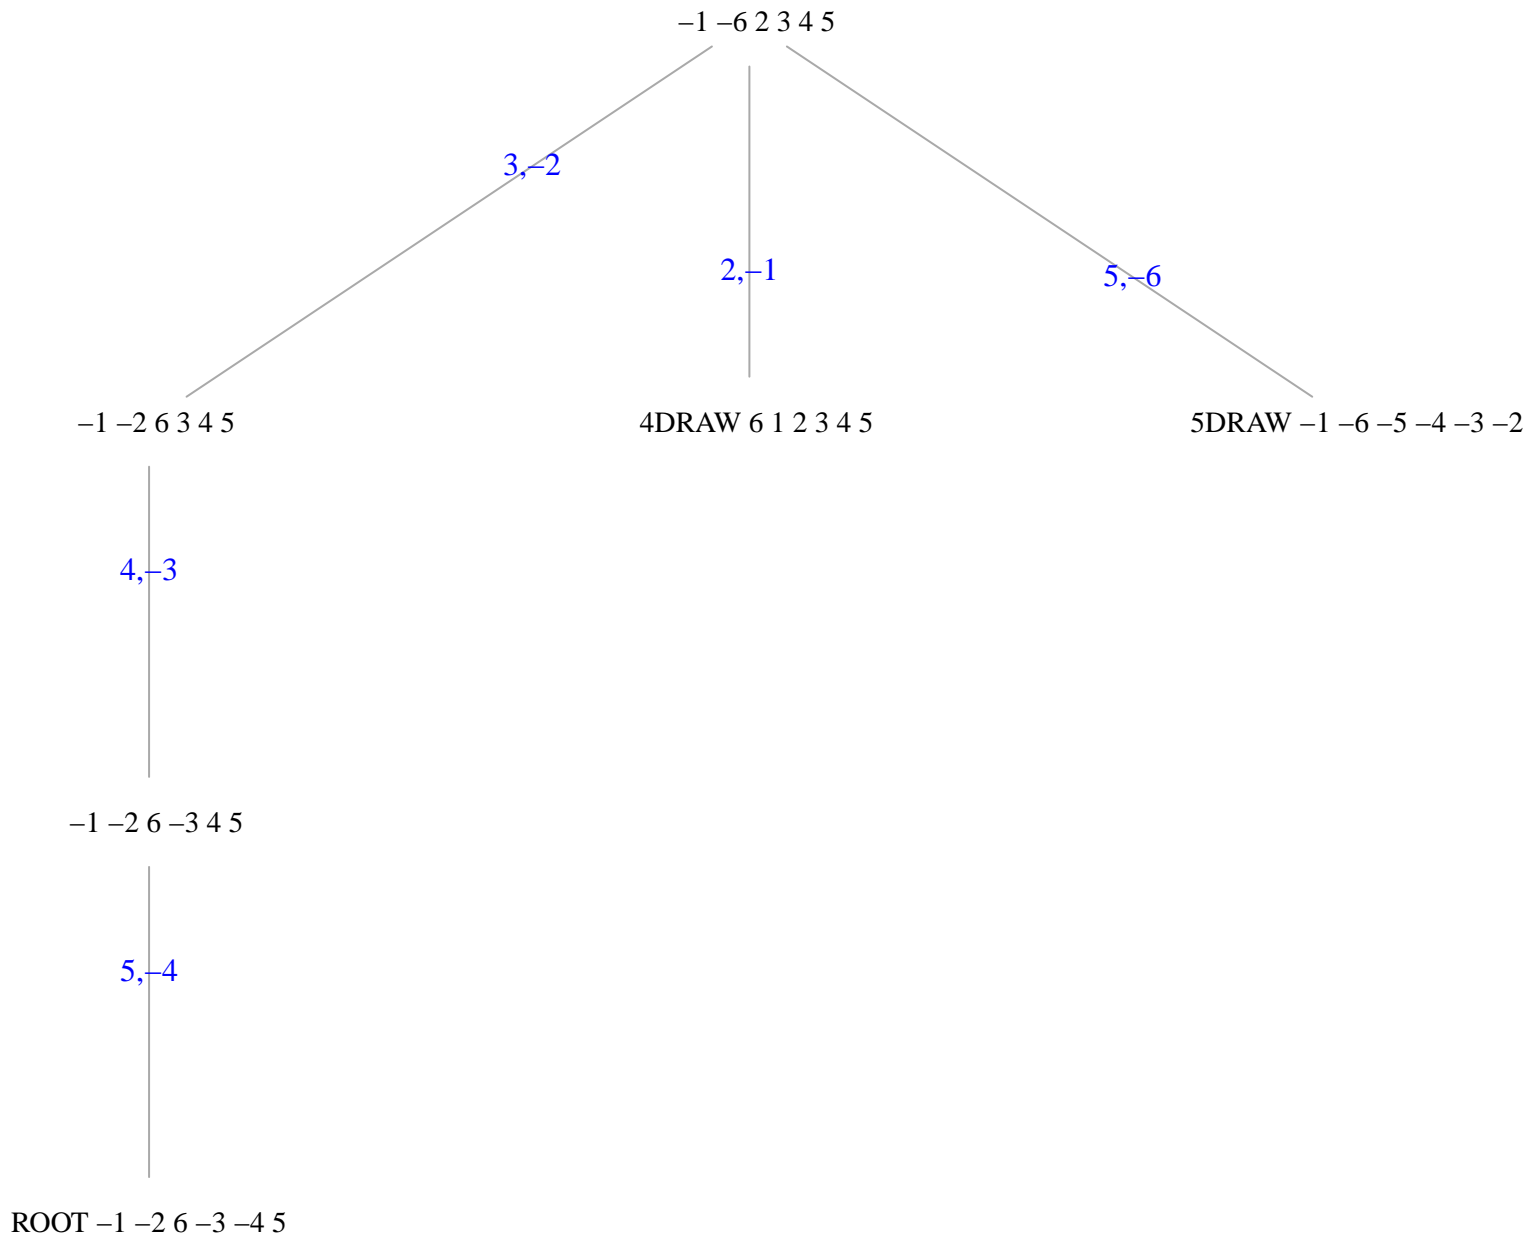 –1 –6 2 3 4 5
3,–2
2,–1
5,–6
–1 –2 6 3 4 5
4DRAW 6 1 2 3 4 5
5DRAW –1 –6 –5 –4 –3 –2
4,–3
–1 –2 6 –3 4 5
5,–4
ROOT –1 –2 6 –3 –4 5